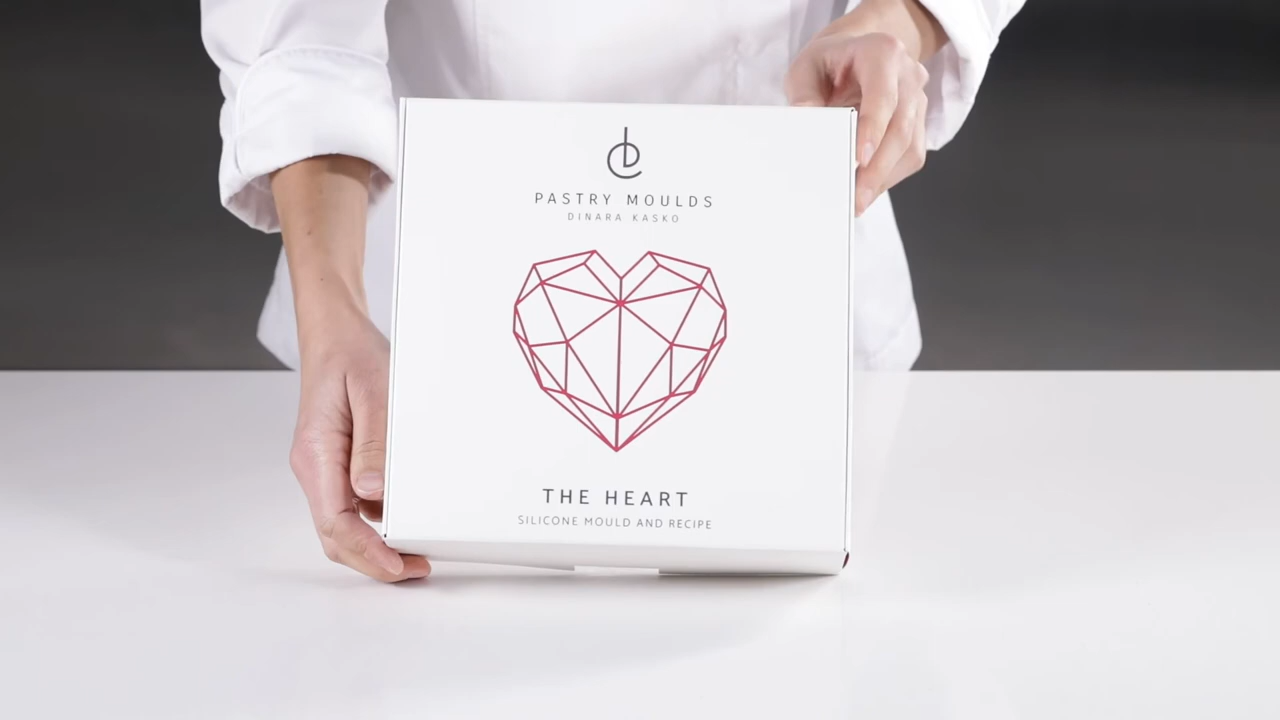 PASTRY MOULDS
DINARA KASKO
THE HEART
SILICONE MOULD AND RECIPE